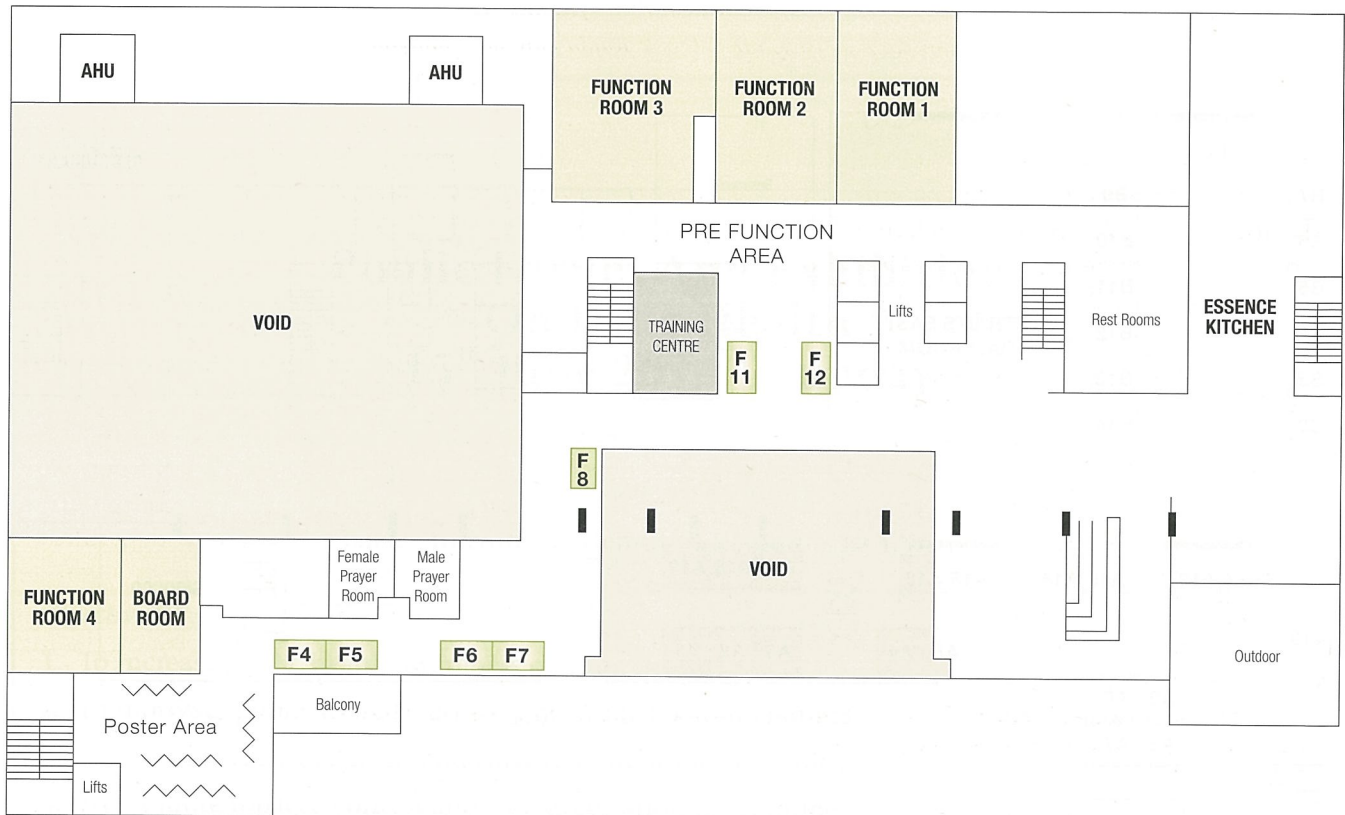 AHU
AHU
FUNCTION
ROOM 3
FUNCTION
ROOM 2
FUNCTION
ROOM 1
PRE FUNCTION
AREA
VOID
TRAINING
CENTRE
F
11
F
12
Lifts
Rest Rooms
ESSENCE
KITCHEN
F
8
VOID
FUNCTION
ROOM 4
BOARD
ROOM
Female
Prayer
Room
Male
Prayer
Room
F4
F5
F6
F7
Outdoor
Balcony
Poster Area
Lifts